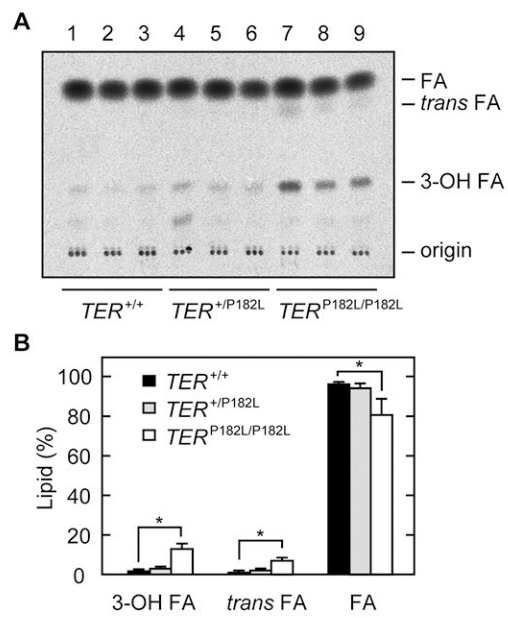 A
1 2 3 4 5 6 7 8 9
FA
trans FA
3-OH FA
origin
TER+/+ TER+/P182L TERP182L/P182L
B
100
80
60
40
20
0
Lipid (%)
TER+/+
TER+/P182L
TERP182L/P182L
* * *
3-OH FA trans FA FA